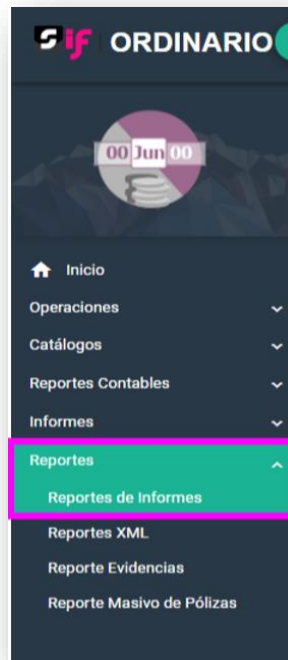 Sif ORDINARIO
00 Jun 00
Inicio
Operaciones
Catálogos
Reportes Contables
Informes
Reportes
Reportes de Informes
Reportes XML
Reporte Evidencias
Reporte Masivo de Pólizas